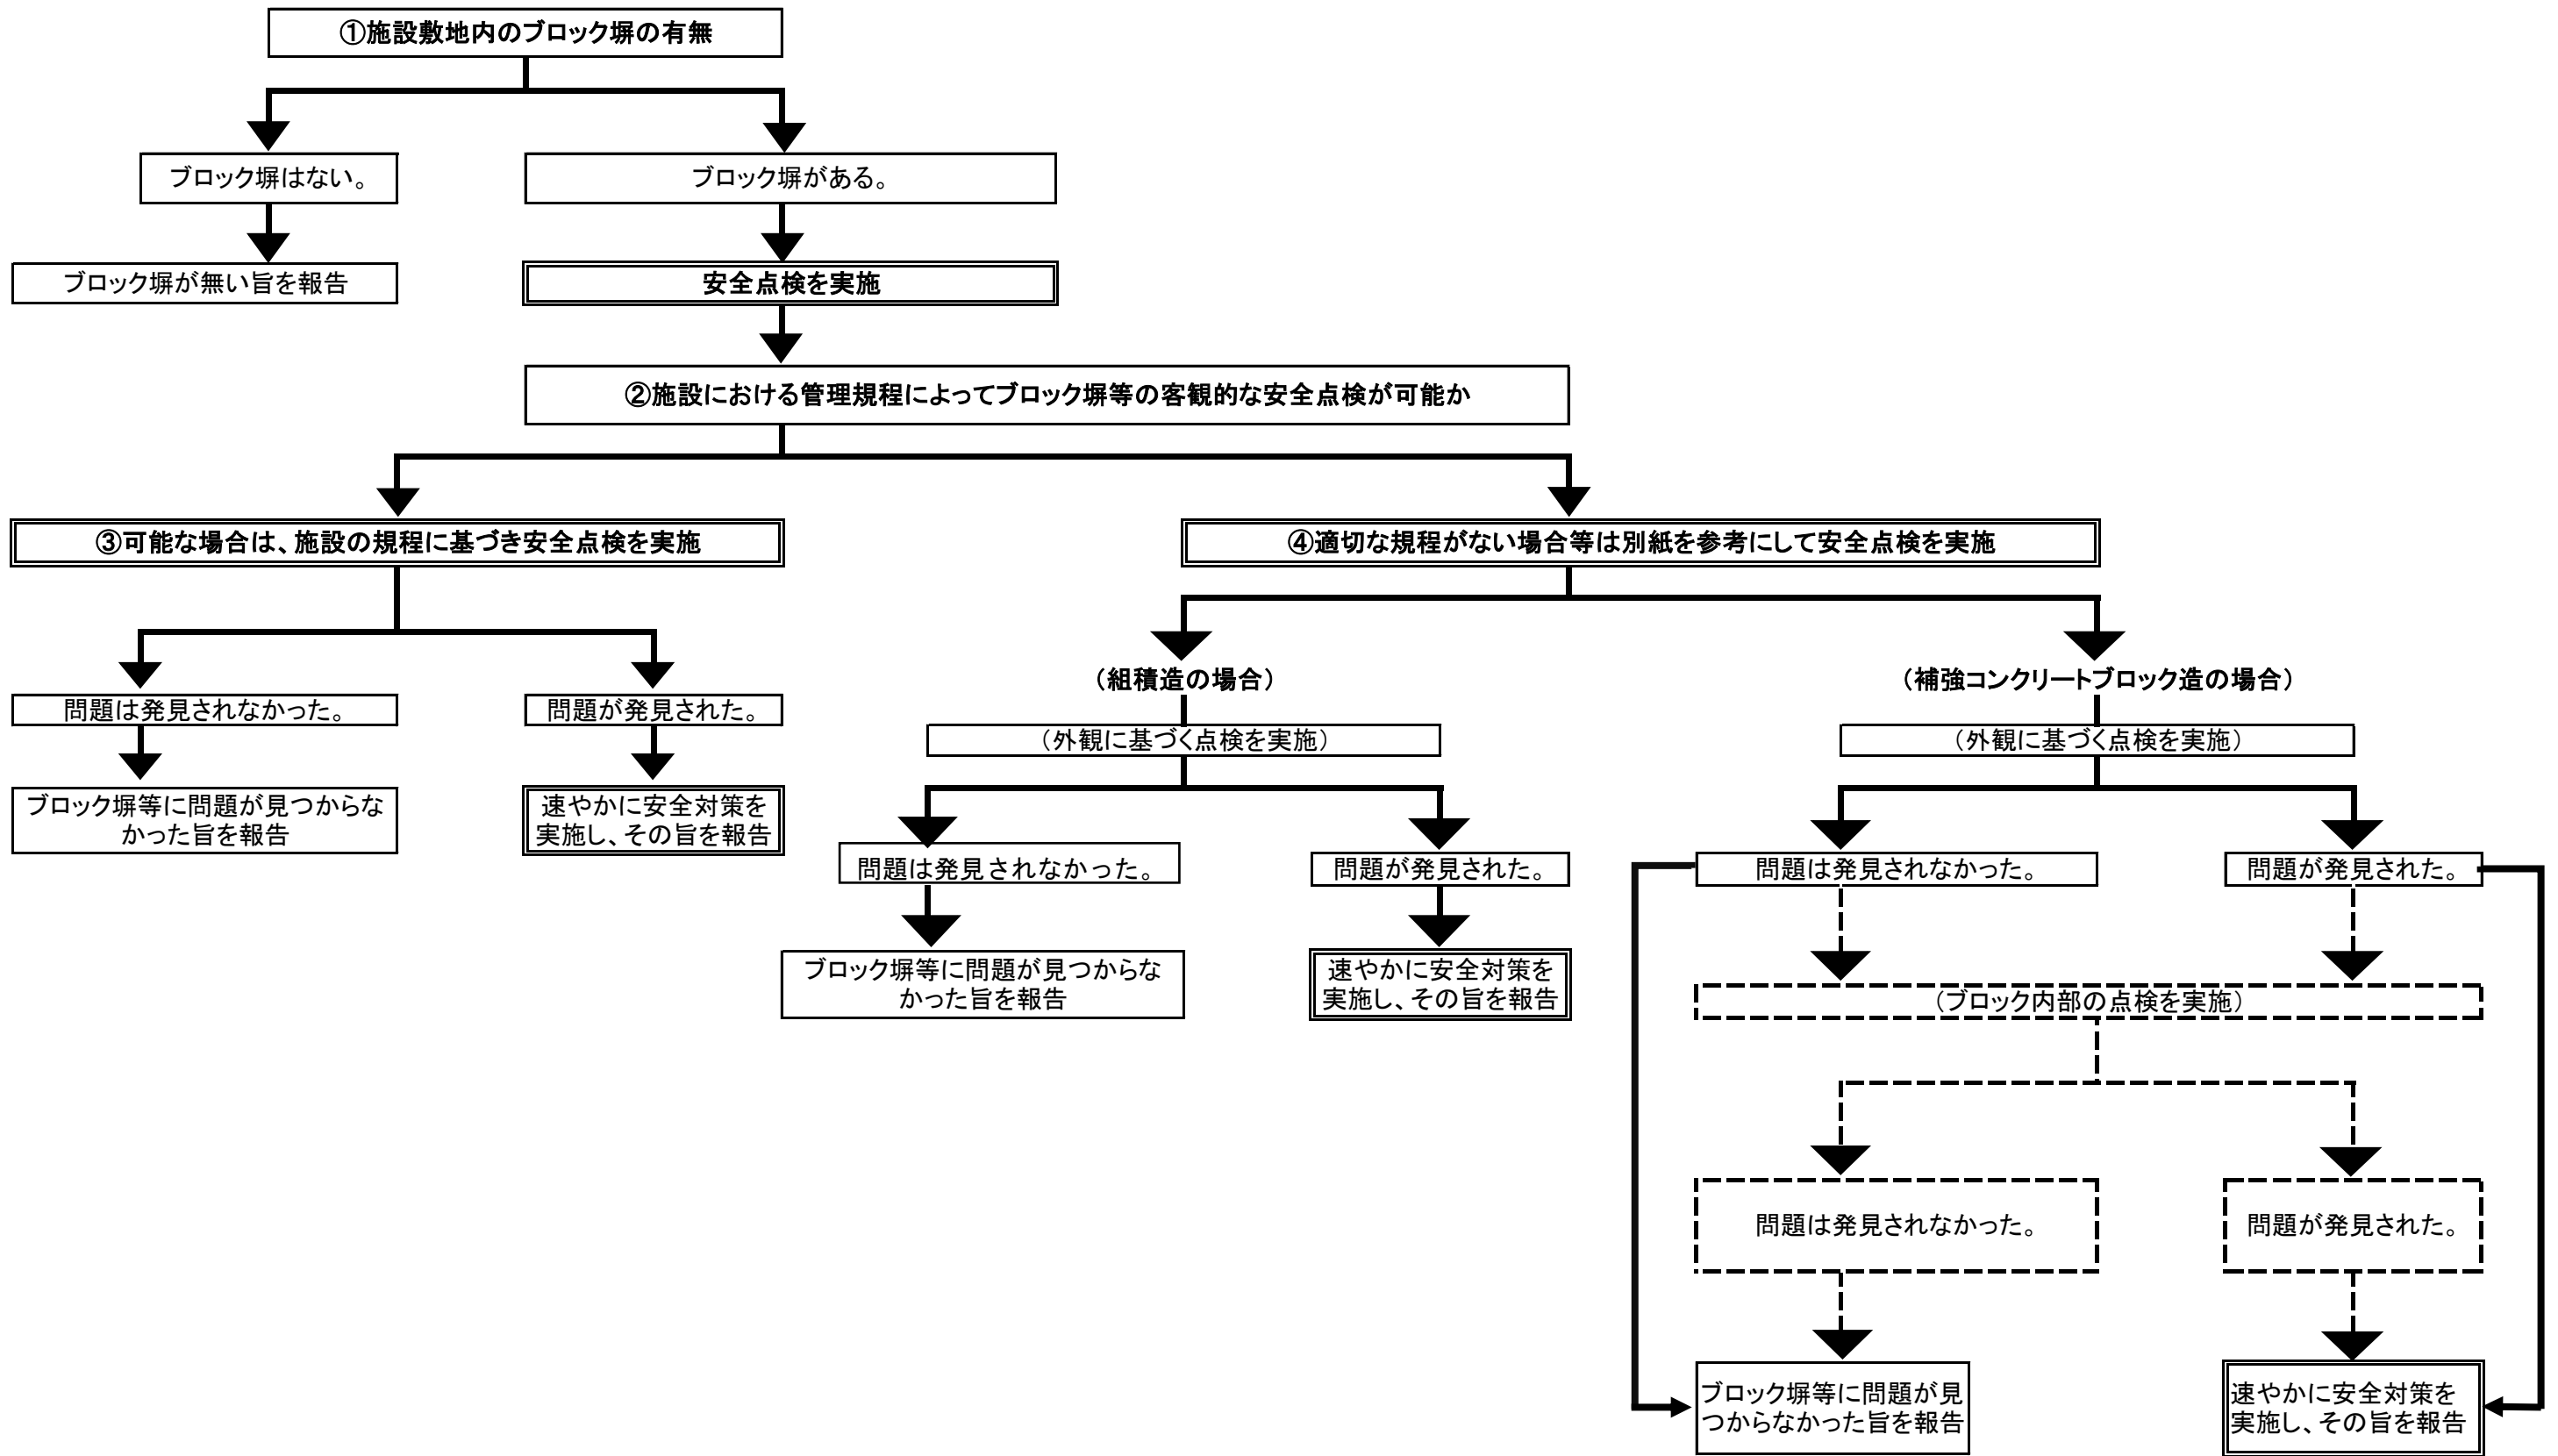 ①施設敷地内のブロック塀の有無
ブロック塀はない。
ブロック塀がある。
ブロック塀が無い旨を報告
安全点検を実施
②施設における管理規程によってブロック塀等の客観的な安全点検が可能か
③可能な場合は、施設の規程に基づき安全点検を実施
④適切な規程がない場合等は別紙を参考にして安全点検を実施
問題は発見されなかった。
問題が発見された。
ブロック塀等に問題が見つからな
かった旨を報告
速やかに安全対策を
実施し、その旨を報告
（組積造の場合）
（外観に基づく点検を実施）
問題は発見されなかった。
問題が発見された。
ブロック塀等に問題が見つからな
かった旨を報告
速やかに安全対策を
実施し、その旨を報告
（補強コンクリートブロック造の場合）
（外観に基づく点検を実施）
問題は発見されなかった。
問題が発見された。
（ブロック内部の点検を実施）
問題は発見されなかった。
問題が発見された。
ブロック塀等に問題が見
つからなかった旨を報告
速やかに安全対策を
実施し、その旨を報告